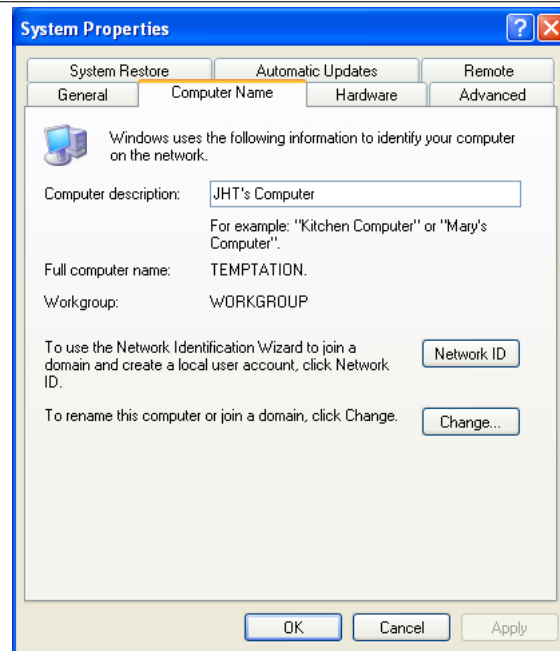 System Properties
System Restore Automatic Updates Remote
General Computer Name Hardware Advanced
Windows uses the following information to identify your computer
on the network.
Computer description: JHT's Computer
For example: "Kitchen Computer" or "Mary's
Computer".
Full computer name: TEMPTATION.
Workgroup: WORKGROUP
To use the Network Identification Wizard to join a
domain and create a local user account, click Network
ID.
Network ID
To rename this computer or join a domain, click Change.
Change...
OK Cancel Apply